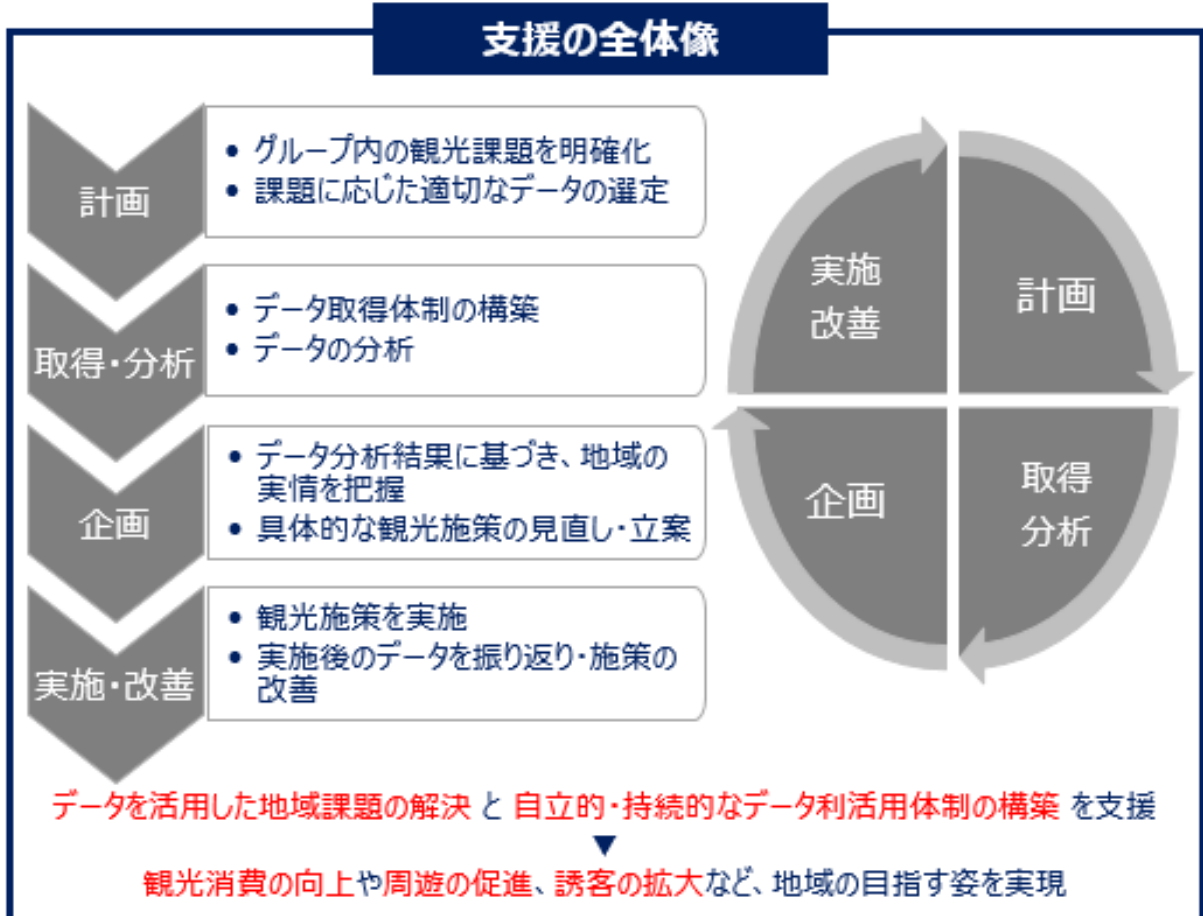 支援の全体像
計画
• グループ内の観光課題を明確化
• 課題に応じた適切なデータの選定
取得・分析
• データ取得体制の構築
• データの分析
企画
• データ分析結果に基づき、地域の
実情を把握
• 具体的な観光施策の見直し・立案
実施・改善
• 観光施策を実施
• 実施後のデータを振り返り・施策の
改善
実施
改善
計画
企画
取得
分析
データを活用した地域課題の解決 と 自立的・持続的なデータ利活用体制の構築 を支援
▼
観光消費の向上や周遊の促進、誘客の拡大など、地域の目指す姿を実現